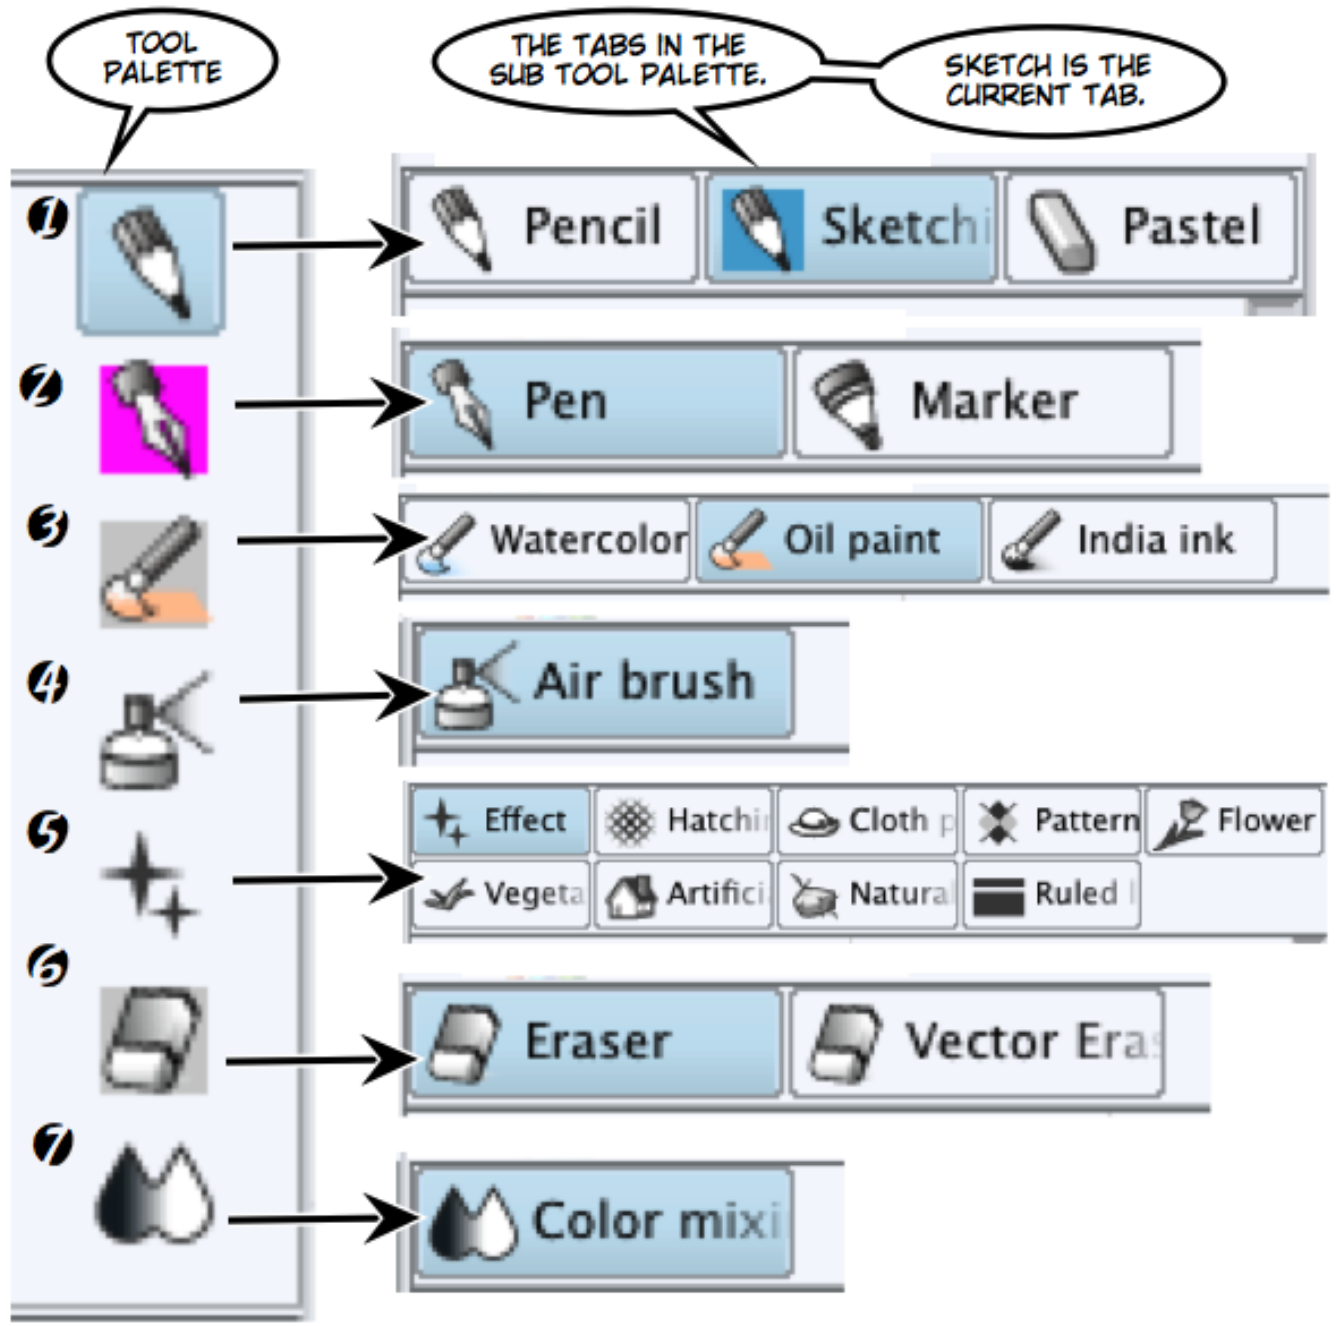 TOOL
PALETTE
THE TABS IN THE
SUB TOOL PALETTE.
SKETCH IS THE
CURRENT TAB.
1
Pencil
Sketchi
Pastel
2
Pen
Marker
3
Watercolor
Oil paint
India ink
4
Air brush
5
Effect
Hatchi
Cloth p
Pattern
Flower
Vegeta
Artifici
Natura
Ruled
6
Eraser
Vector Eras
7
Color mixi